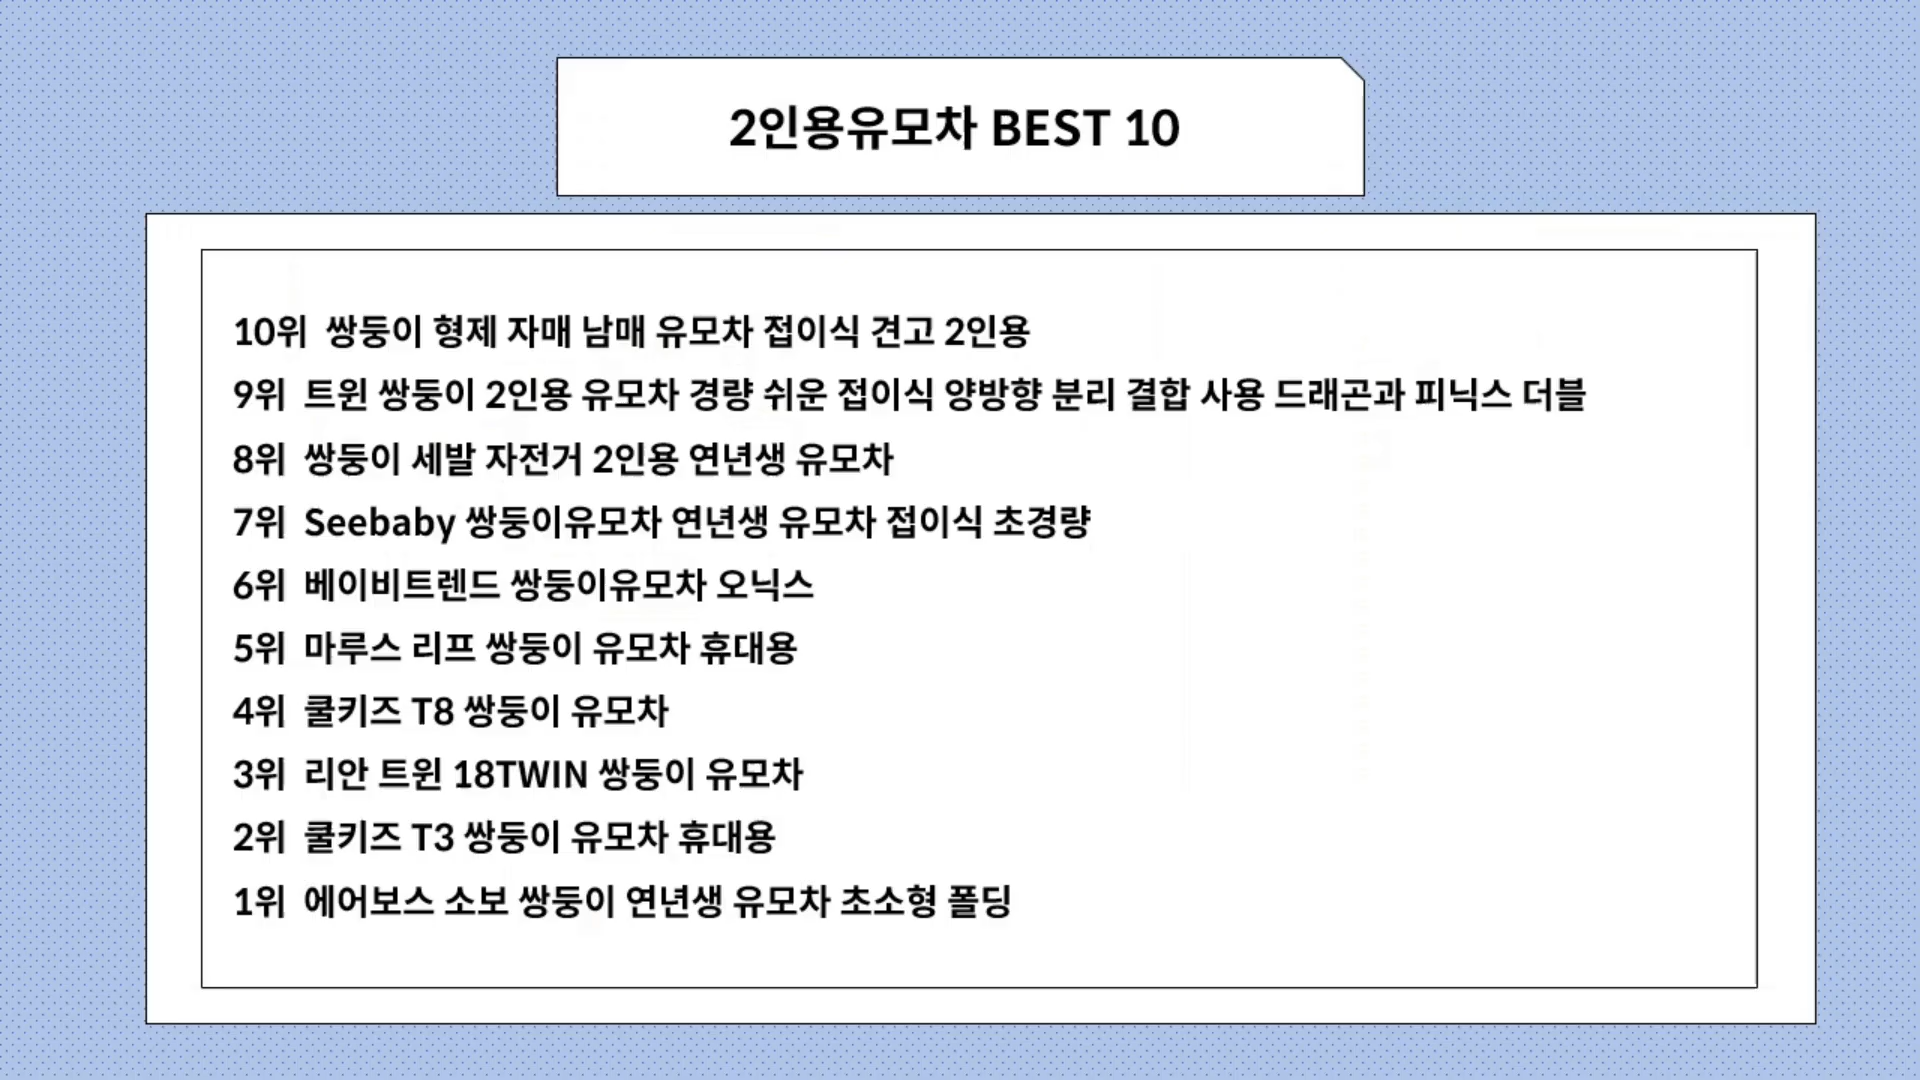 2인용유모차 BEST 10
10위 쌍둥이 형제 자매 남매 유모차 접이식 견고 2인용
9위 트윈 쌍둥이 2인용 유모차 경량 쉬운 접이식 양방향 분리 결합 사용 드래곤과 피닉스 더블
8위 쌍둥이 세발 자전거 2인용 연년생 유모차
7위 Seebaby 쌍둥이유모차 연년생 유모차 접이식 초경량
6위 베이비트렌드 쌍둥이유모차 오닉스
5위 마루스 리프 쌍둥이 유모차 휴대용
4위 쿨키즈 T8 쌍둥이 유모차
3위 리안 트윈 18TWIN 쌍둥이 유모차
2위 쿨키즈 T3 쌍둥이 유모차 휴대용
1위 에어보스 소보 쌍둥이 연년생 유모차 초소형 폴딩